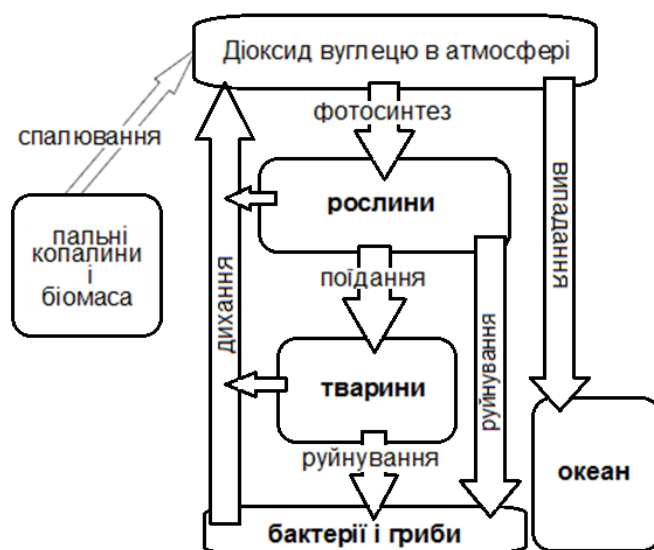 Діоксид вуглецю в атмосфері
спалювання
фотосинтез
випадання
пальні
копалини
і
біомаса
рослини
дихання
поїдання
руйнування
тварини
руйнування
океан
бактерії і гриби